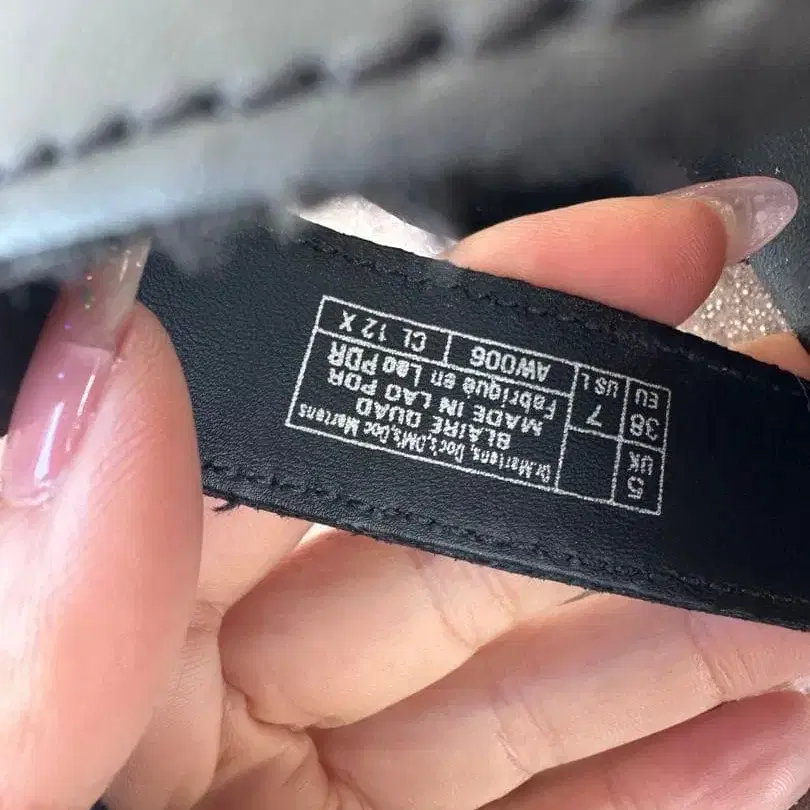 5
UK
38
EU
7
US L
Dr.Martens, Doc's, DM's, Doc Martens
BLAIRE QUAD
MADE IN LAO PDR
Fabriqué en Lao PDR
AW006
CL 12 X